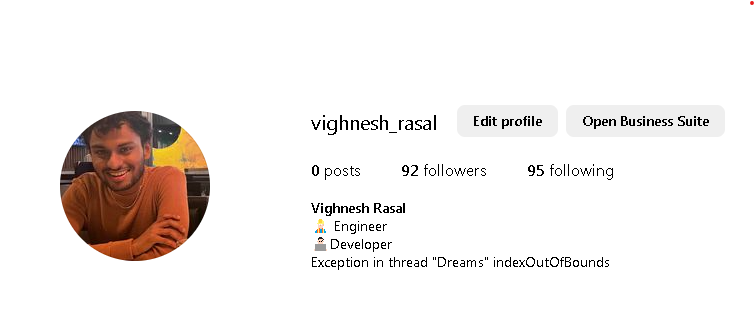 vighnesh_rasal Edit profile Open Business Suite
0 posts 92 followers 95 following
Vighnesh Rasal
👷🏻 Engineer
👨🏻‍💻Developer
Exception in thread "Dreams" indexOutOfBounds